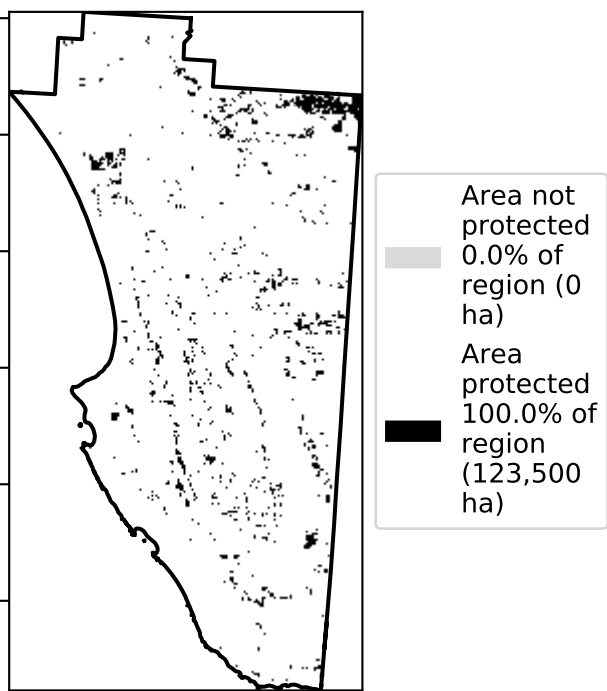 Area not
protected
0.0% of
region (0
ha)
Area
protected
100.0% of
region
(123,500
ha)